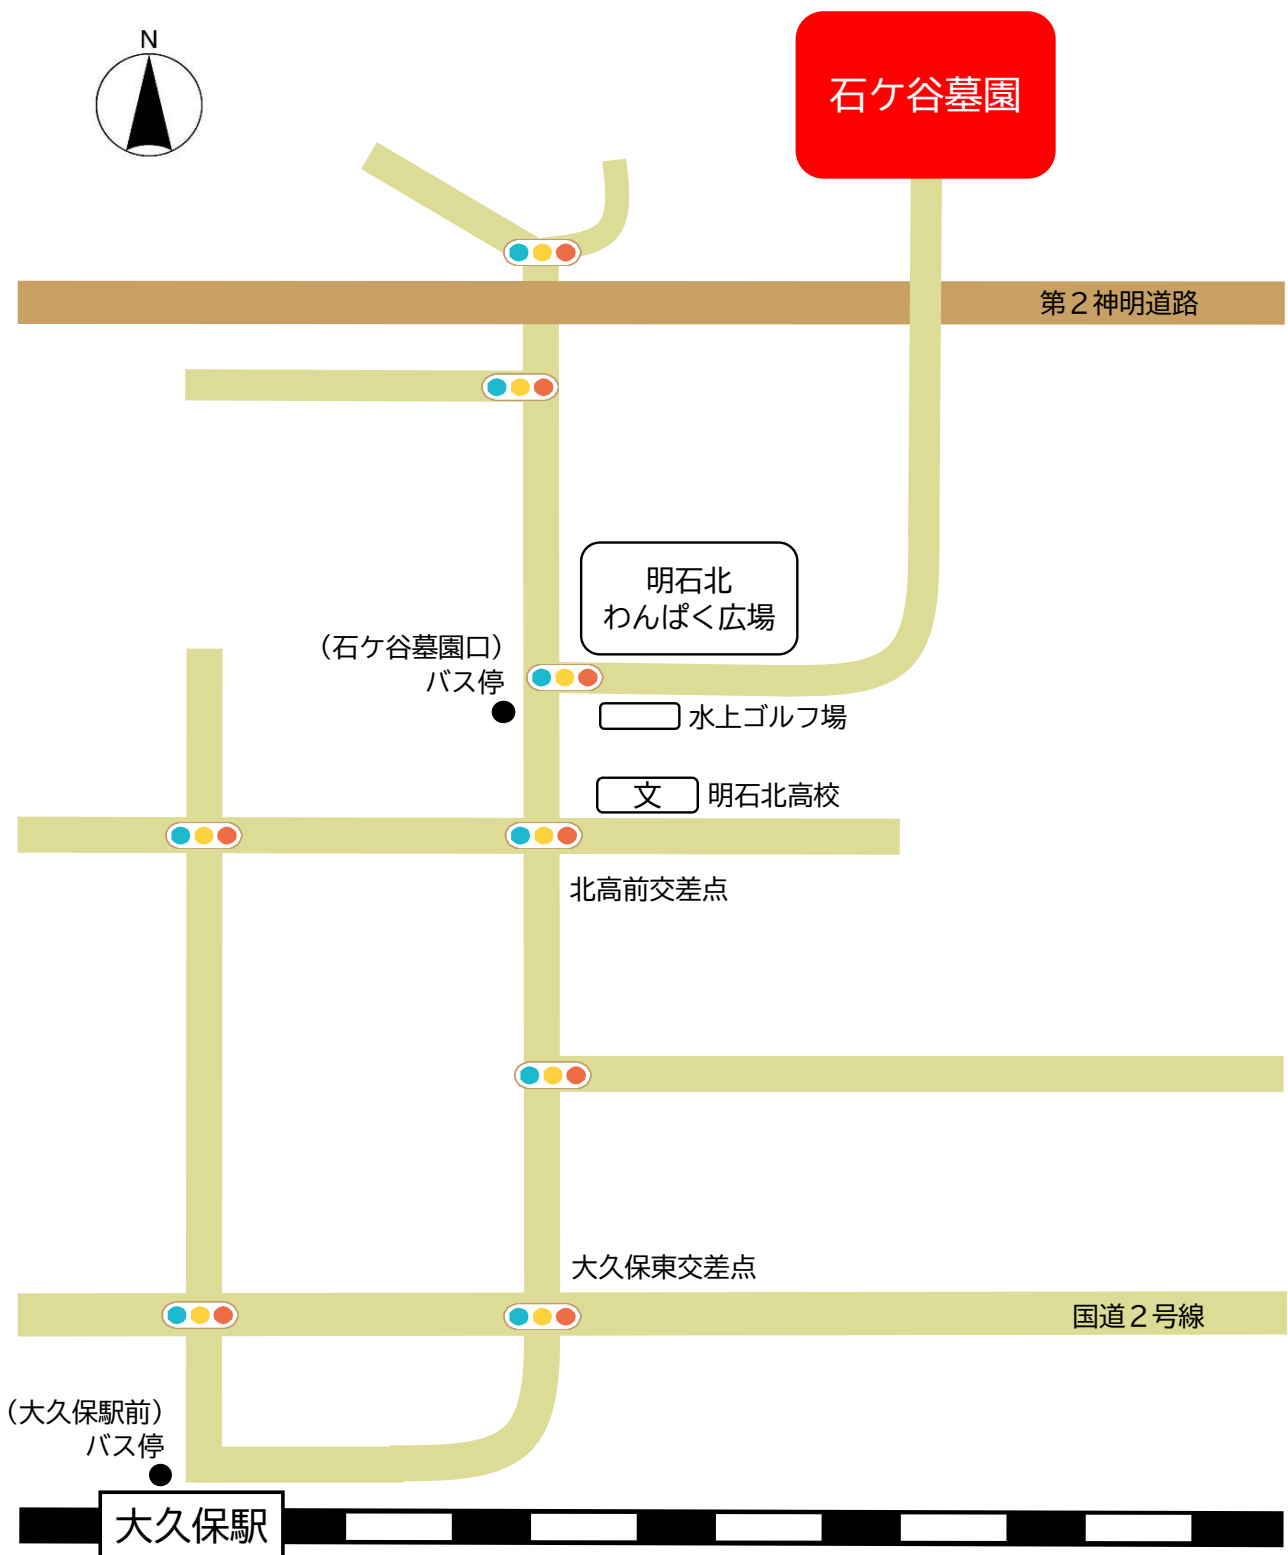 N
石ケ谷墓園
第２神明道路
明石北
わんぱく広場
（石ケ谷墓園口）
バス停
水上ゴルフ場
文
明石北高校
北高前交差点
大久保東交差点
国道２号線
（大久保駅前）
バス停
大久保駅